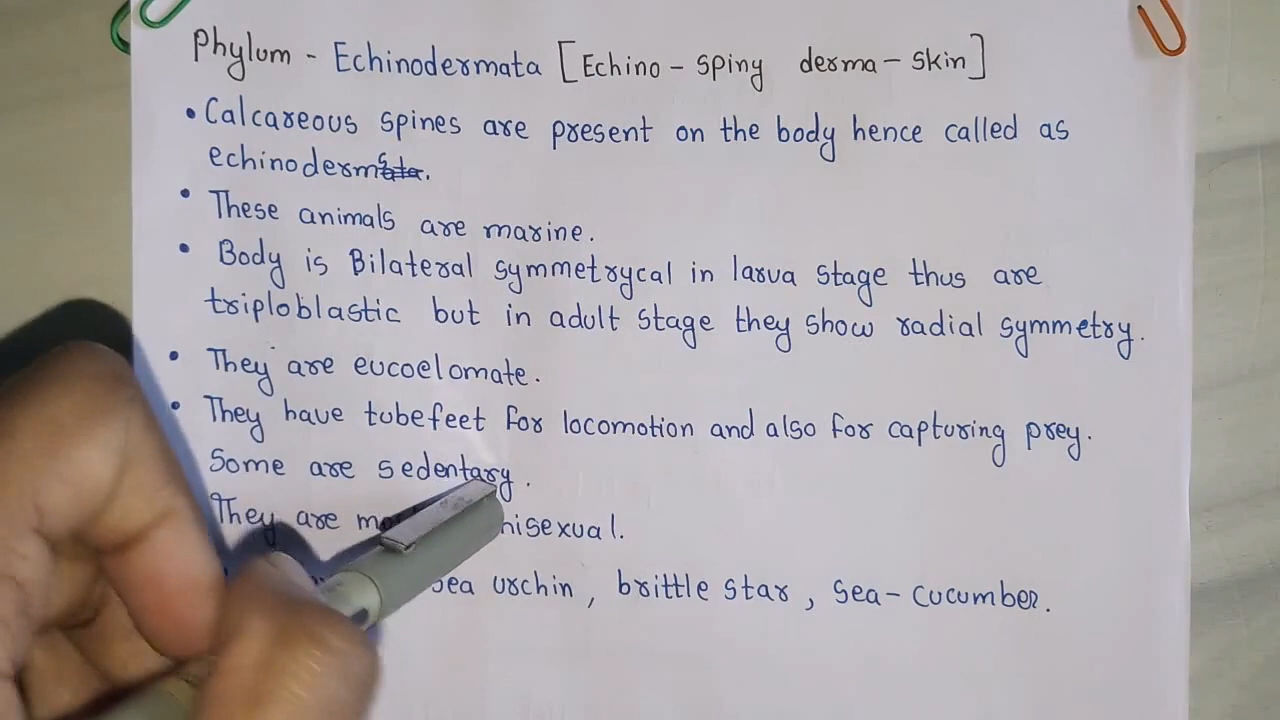 Phylum - Echinodermata [Echino - spiny derma - skin]
• Calcareous spines are present on the body hence called as
echinoderms.
• These animals are marine.
• Body is Bilateral symmetrycal in larva stage thus are
triploblastic but in adult stage they show radial symmetry.
• They are eucoelomate.
• They have tubefeet for locomotion and also for capturing prey.
Some are sedentary.
They are
sea urchin, brittle star, sea-cucumber.